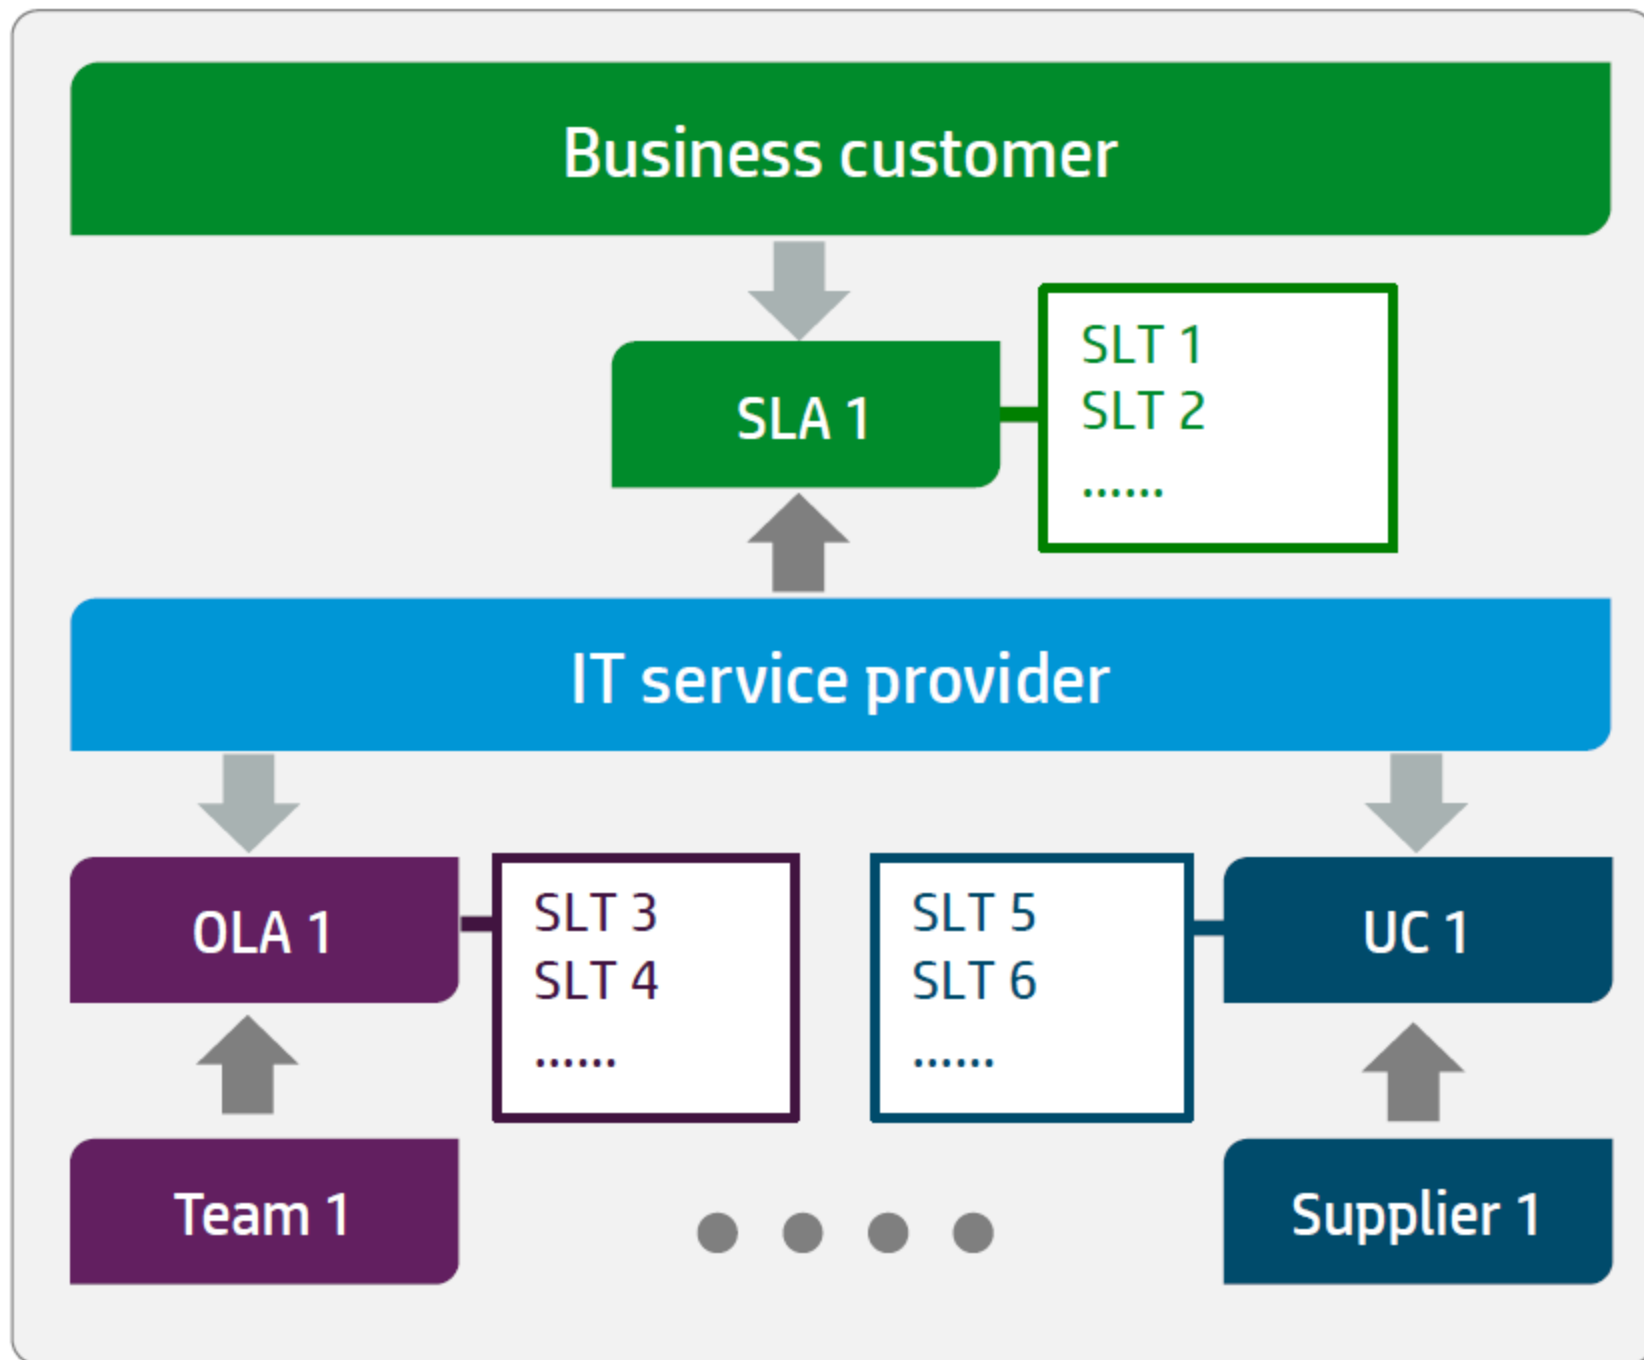 Business customer
SLA 1
SLT 1
SLT 2
......
IT service provider
OLA 1
SLT 3
SLT 4
......
SLT 5
SLT 6
......
UC 1
Team 1
Supplier 1